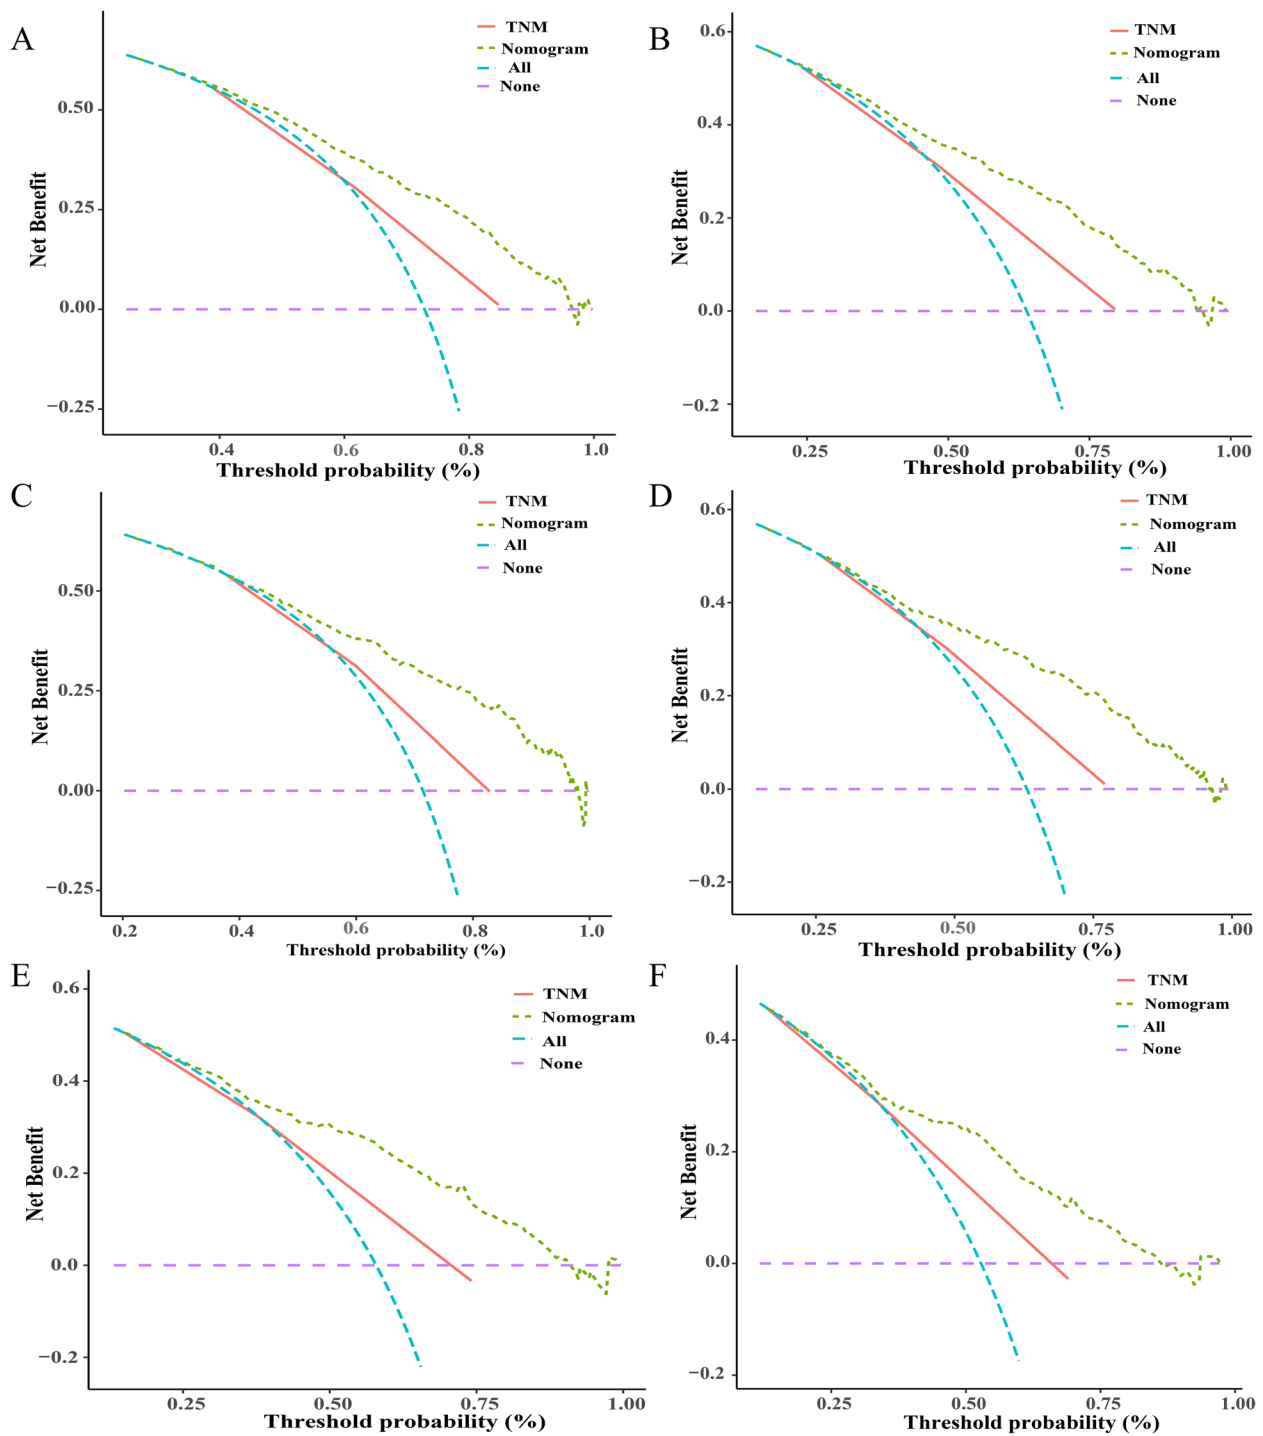 A
TNM
Nomogram
All
None
0.50
0.25
0.00
−0.25
Net Benefit
0.4 0.6 0.8 1.0
Threshold probability (%)
B
TNM
Nomogram
All
None
0.6
0.4
0.2
0.0
−0.2
Net Benefit
0.25 0.50 0.75 1.00
Threshold probability (%)
C
TNM
Nomogram
All
None
0.50
0.25
0.00
−0.25
Net Benefit
0.2 0.4 0.6 0.8 1.0
Threshold probability (%)
D
TNM
Nomogram
All
None
0.6
0.4
0.2
0.0
−0.2
Net Benefit
0.25 0.50 0.75 1.00
Threshold probability (%)
E
TNM
Nomogram
All
None
0.6
0.4
0.2
0.0
−0.2
Net Benefit
0.25 0.50 0.75 1.00
Threshold probability (%)
F
TNM
Nomogram
All
None
0.4
0.2
0.0
−0.2
Net Benefit
0.25 0.50 0.75 1.00
Threshold probability (%)